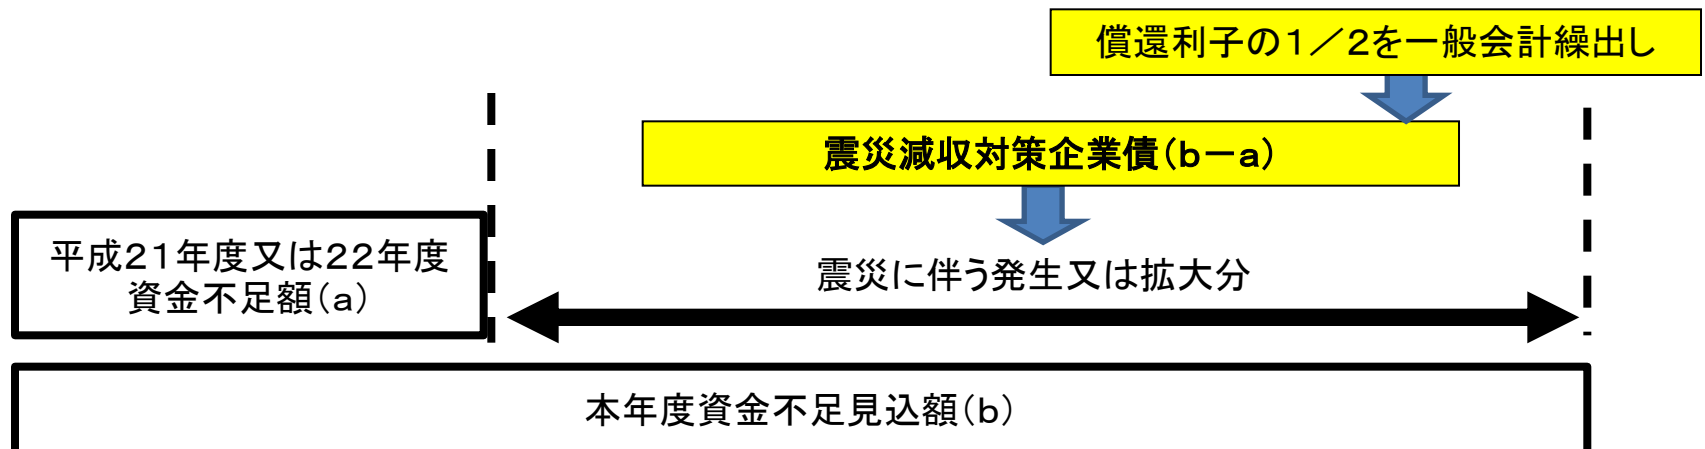 償還利子の1／2を一般会計繰出し
震災減収対策企業債（b－a）
平成21年度又は22年度
資金不足額（a）
震災に伴う発生又は拡大分
本年度資金不足見込額（b）